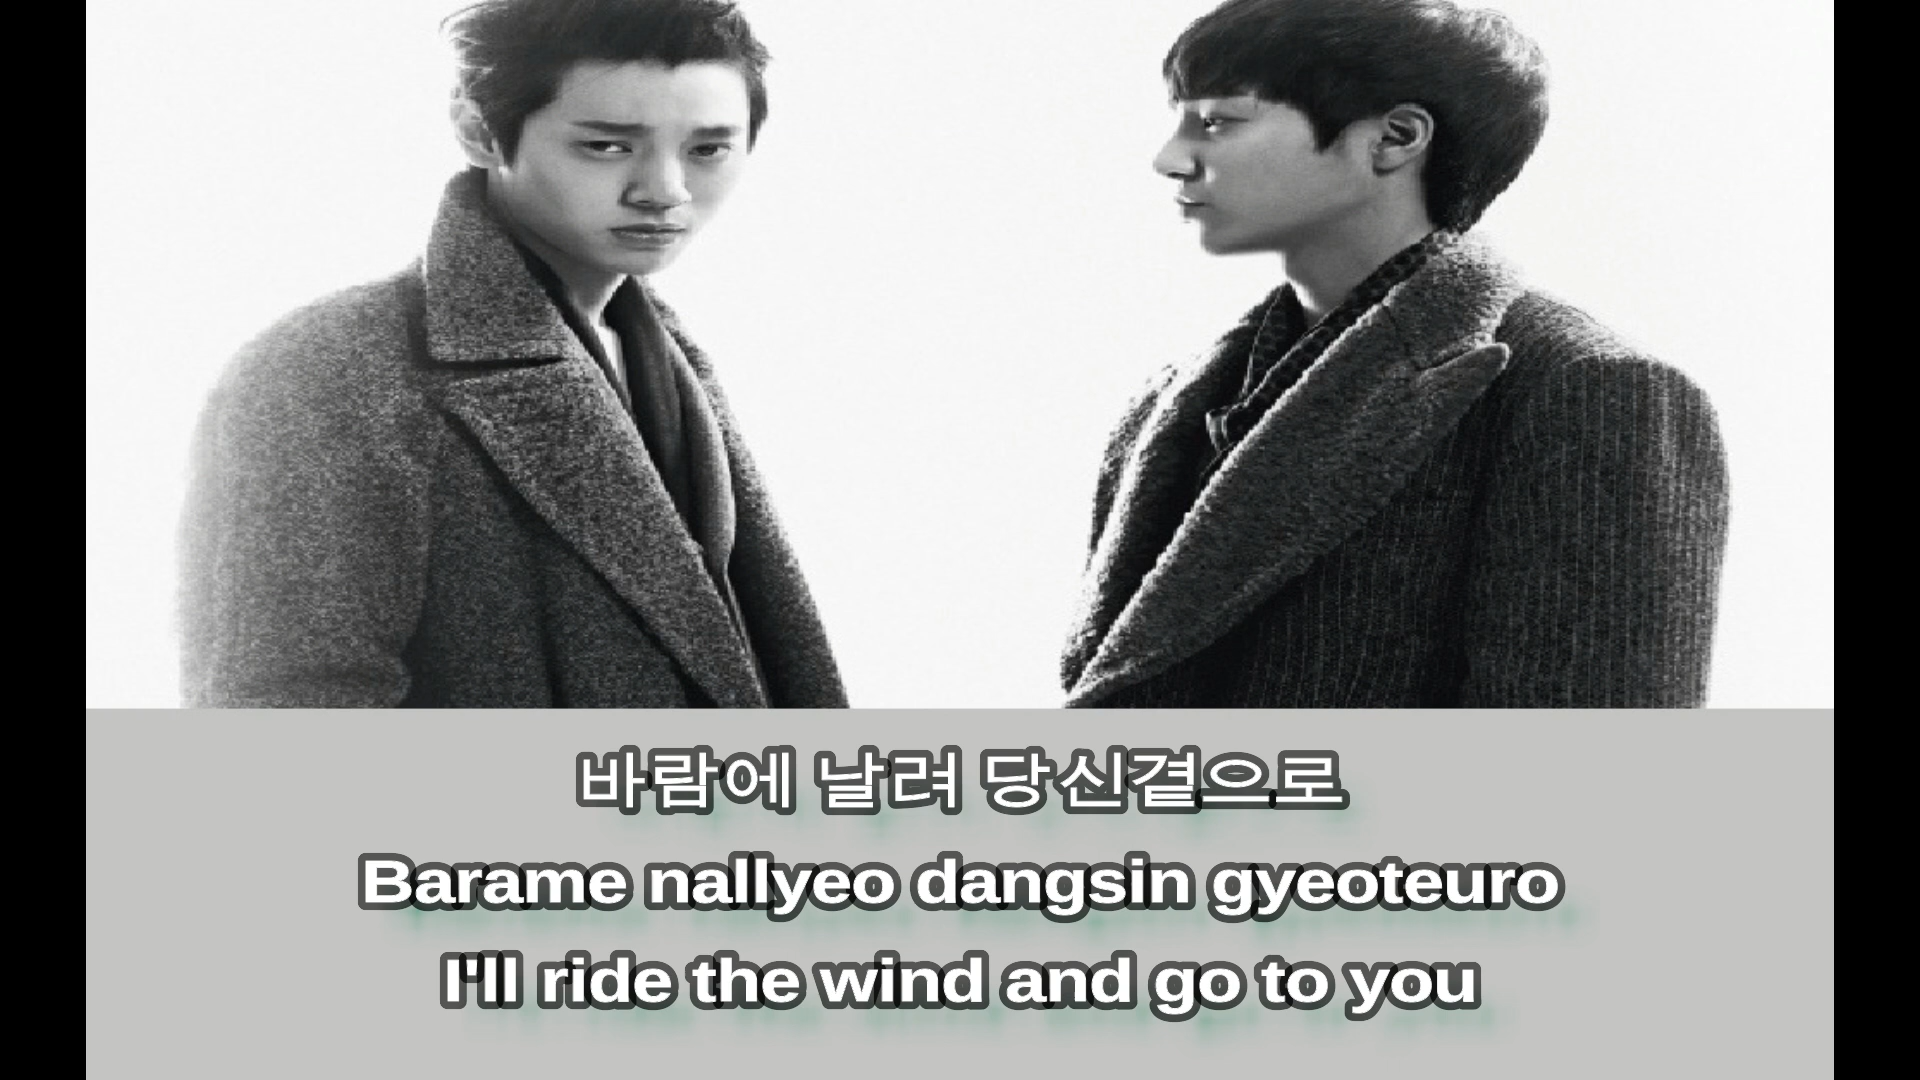 바람에 날려 당신곁으로
Barame nallyeo dangsin gyeoteuro
I'll ride the wind and go to you